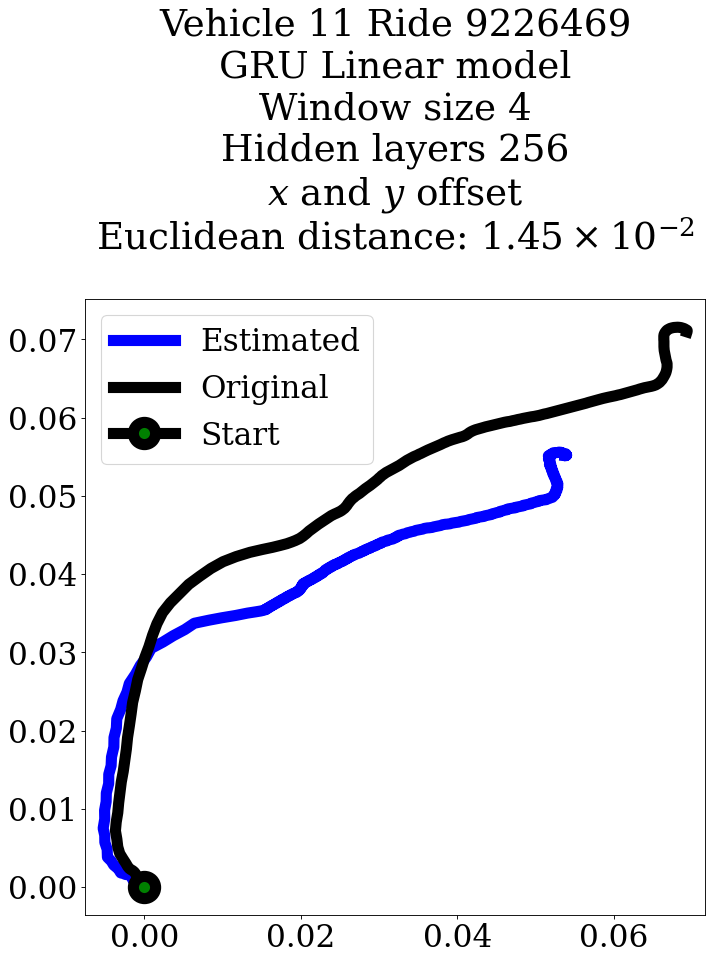 Vehicle 11 Ride 9226469
GRU Linear model
Window size 4
Hidden layers 256
x and y offset
Euclidean distance: 1.45 × 10⁻²
Estimated
Original
Start
0.07
0.06
0.05
0.04
0.03
0.02
0.01
0.00
0.00 0.02 0.04 0.06